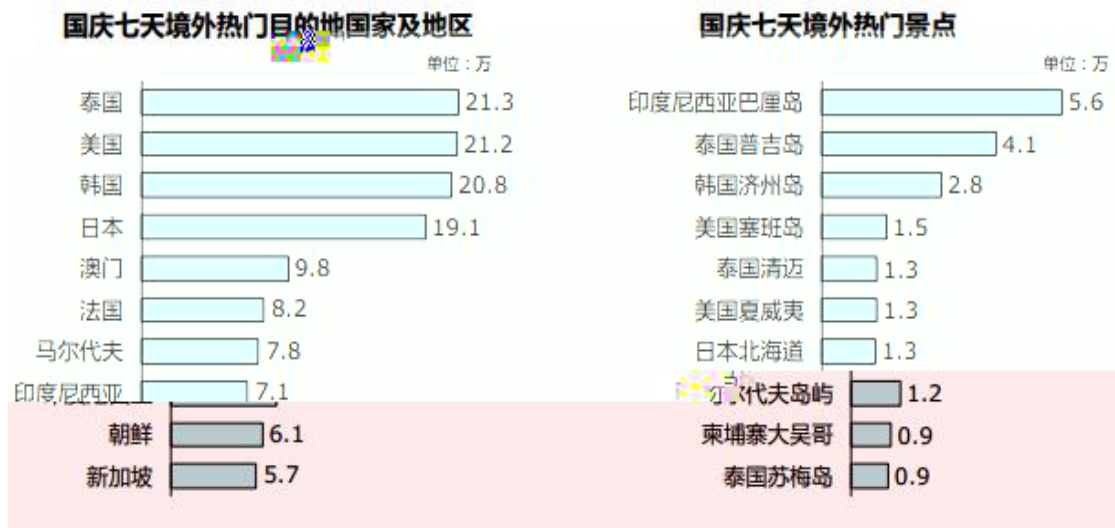 国庆七天境外热门目的地国家及地区
单位：万
泰国 21.3
美国 21.2
韩国 20.8
日本 19.1
澳门 9.8
法国 8.2
马尔代夫 7.8
印度尼西亚 7.1
朝鲜 6.1
新加坡 5.7
国庆七天境外热门景点
单位：万
印度尼西亚巴厘岛 5.6
泰国普吉岛 4.1
韩国济州岛 2.8
美国塞班岛 1.5
泰国清迈 1.3
美国夏威夷 1.3
日本北海道 1.3
尔代夫岛屿 1.2
柬埔寨大吴哥 0.9
泰国苏梅岛 0.9